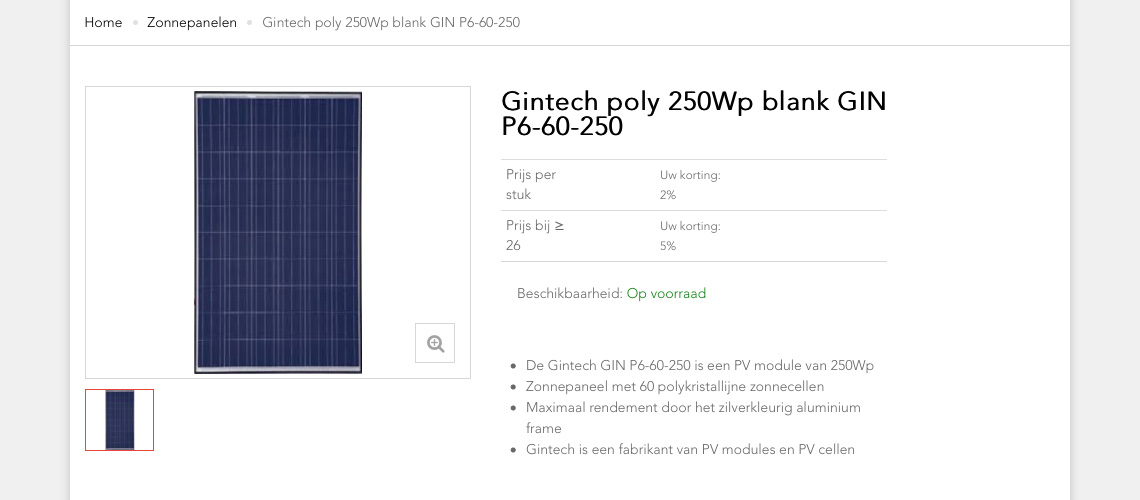 Home Zonnepanelen Gintech poly 250Wp blank GIN P6-60-250
Gintech poly 250Wp blank GIN
P6-60-250
Prijs per
stuk
Uw korting:
2%
Prijs bij ≥
26
Uw korting:
5%
Beschikbaarheid: Op voorraad
De Gintech GIN P6-60-250 is een PV module van 250Wp
Zonnepaneel met 60 polykristallijne zonnecellen
Maximaal rendement door het zilverkleurig aluminium
frame
Gintech is een fabrikant van PV modules en PV cellen